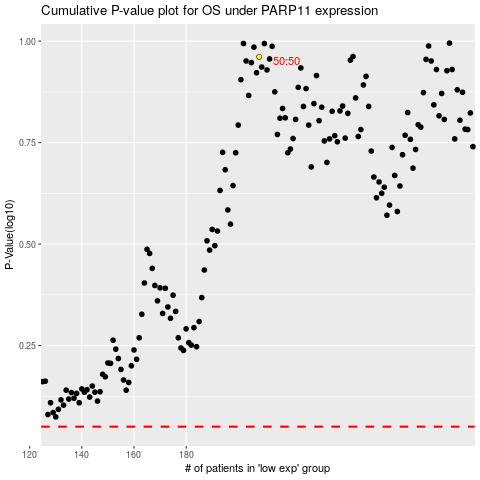 Cumulative P-value plot for OS under PARP11 expression
P-Value(log10)
1.00
0.75
0.50
0.25
50:50
120 140 160 180
# of patients in 'low exp' group